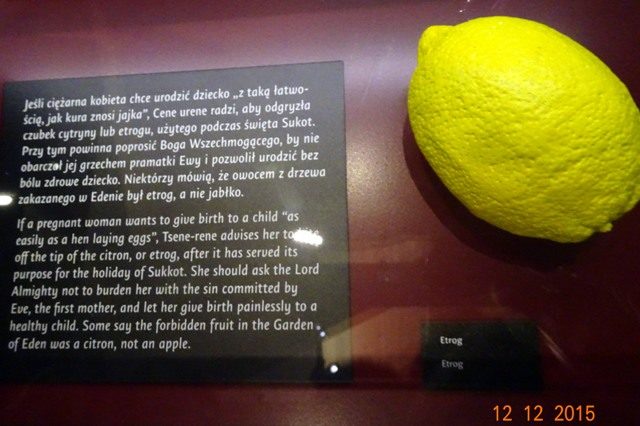 Jeśli ciężarna kobieta chce urodzić dziecko „z taką łatwo-
ścią, jak kura znosi jajka”, Cene urene radzi, aby odgryzła
czubek cytryny lub etrogu, użytego podczas święta Sukot.
Przy tym powinna poprosić Boga Wszechmogącego, by nie
obarczał jej grzechem pramatki Ewy i pozwolił urodzić bez
bólu zdrowe dziecko. Niektórzy mówią, że owocem z drzewa
zakazanego w Edenie był etrog, a nie jabłko.
If a pregnant woman wants to give birth to a child “as
easily as a hen laying eggs”, Tsene-rene advises her to
off the tip of the citron, or etrog, after it has served its
purpose for the holiday of Sukkot. She should ask the Lord
Almighty not to burden her with the sin committed by
Eve, the first mother, and let her give birth painlessly to a
healthy child. Some say the forbidden fruit in the Garden
of Eden was a citron, not an apple.
Etrog
Etrog
12 12 2015